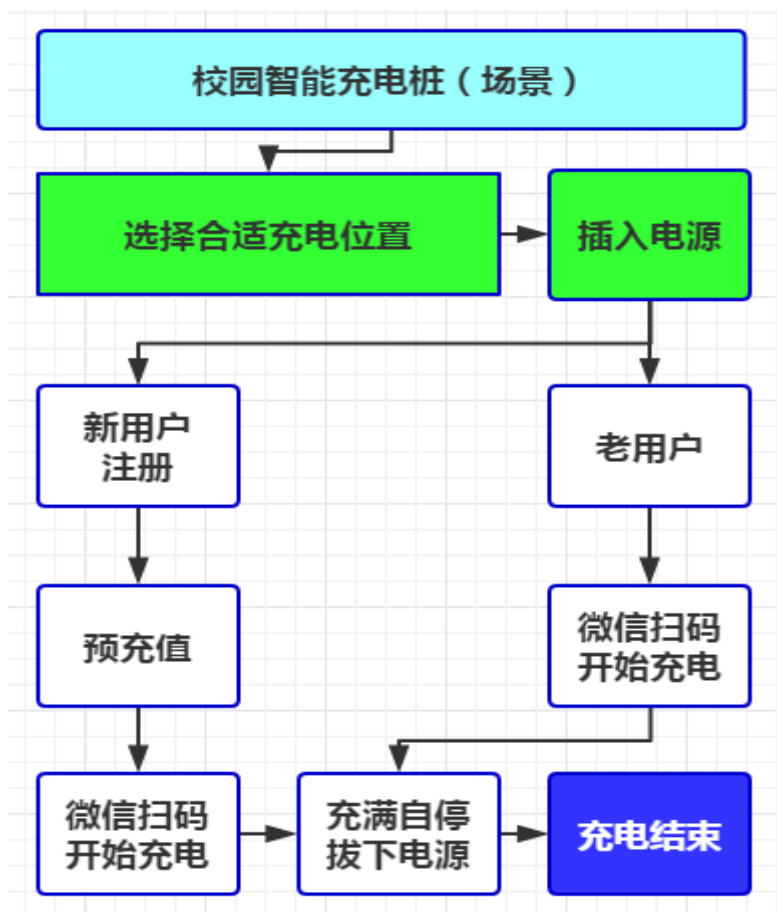 校园智能充电桩（场景）
选择合适充电位置
插入电源
新用户
注册
老用户
预充值
微信扫码
开始充电
微信扫码
开始充电
充满自停
拔下电源
充电结束